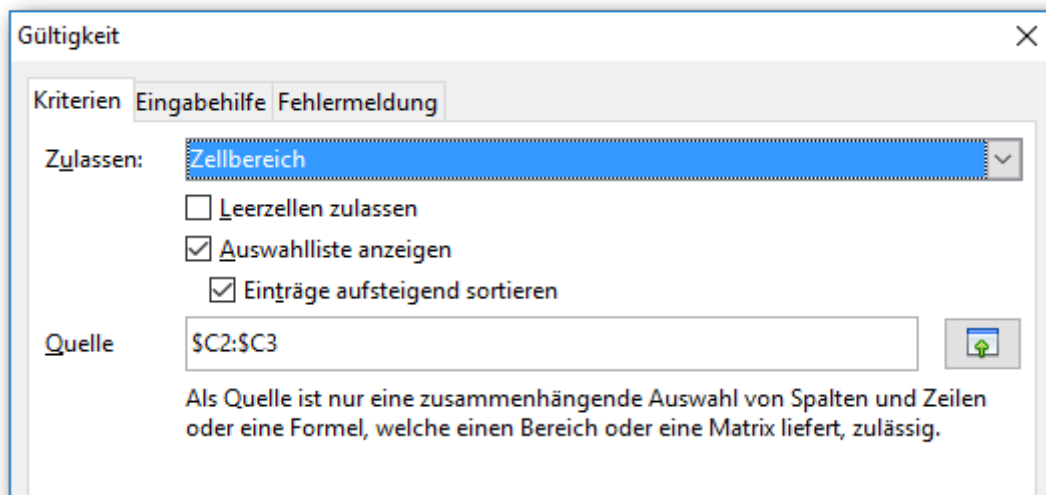 Gültigkeit
Kriterien Eingabehilfe Fehlermeldung
Zulassen: Zellbereich
Leerzellen zulassen
Auswahlliste anzeigen
Einträge aufsteigend sortieren
Quelle $C2:$C3
Als Quelle ist nur eine zusammenhängende Auswahl von Spalten und Zeilen
oder eine Formel, welche einen Bereich oder eine Matrix liefert, zulässig.